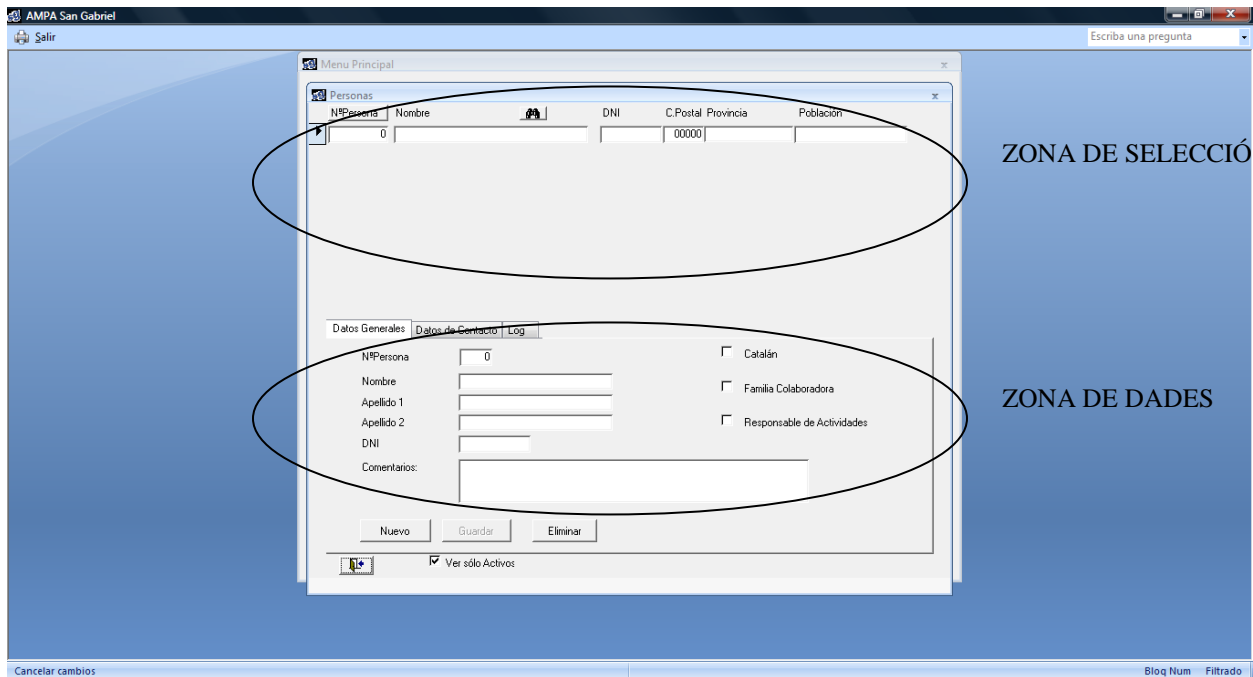 AMPA San Gabriel
Salir
Escriba una pregunta
Menu Principal
Personas
NºPersona Nombre DNI C.Postal Provincia Población
0 00000
ZONA DE SELECCIÓ
Datos Generales Datos de Contacto Log
NºPersona 0
Catalán
Nombre
Familia Colaboradora
Apellido 1
ZONA DE DADES
Apellido 2
Responsable de Actividades
DNI
Comentarios:
Nuevo Guardar Eliminar
Ver sólo Activos
Cancelar cambios
Bloq Num Filtrado